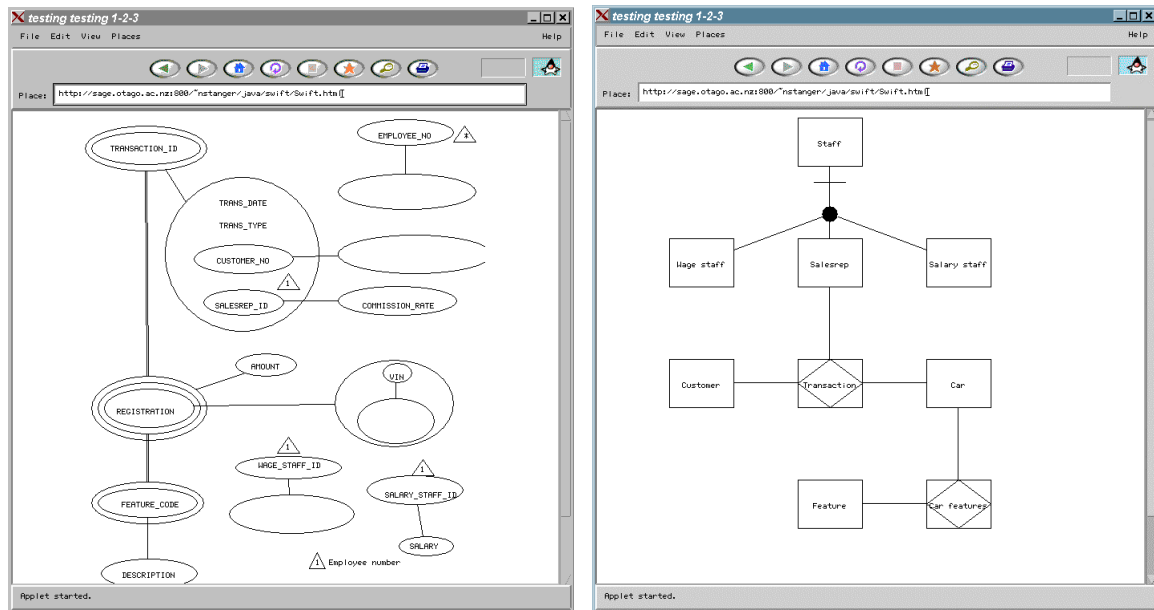 testing testing 1-2-3
File Edit View Places Help
Place: http://sage.otago.ac.nz:800/~nstanger/java/swift/Swift.html
TRANSACTION_ID
EMPLOYEE_NO
*
TRANS_DATE
TRANS_TYPE
CUSTOMER_NO
1
SALESREP_ID
COMMISSION_RATE
AMOUNT
VIN
REGISTRATION
1
WAGE_STAFF_ID
1
SALARY_STAFF_ID
FEATURE_CODE
SALARY
1 Employee number
DESCRIPTION
Applet started.
testing testing 1-2-3
File Edit View Places Help
Place: http://sage.otago.ac.nz:800/~nstanger/java/swift/Swift.html
Staff
Wage staff
Salesrep
Salary staff
Customer
Transaction
Car
Feature
Car features
Applet started.